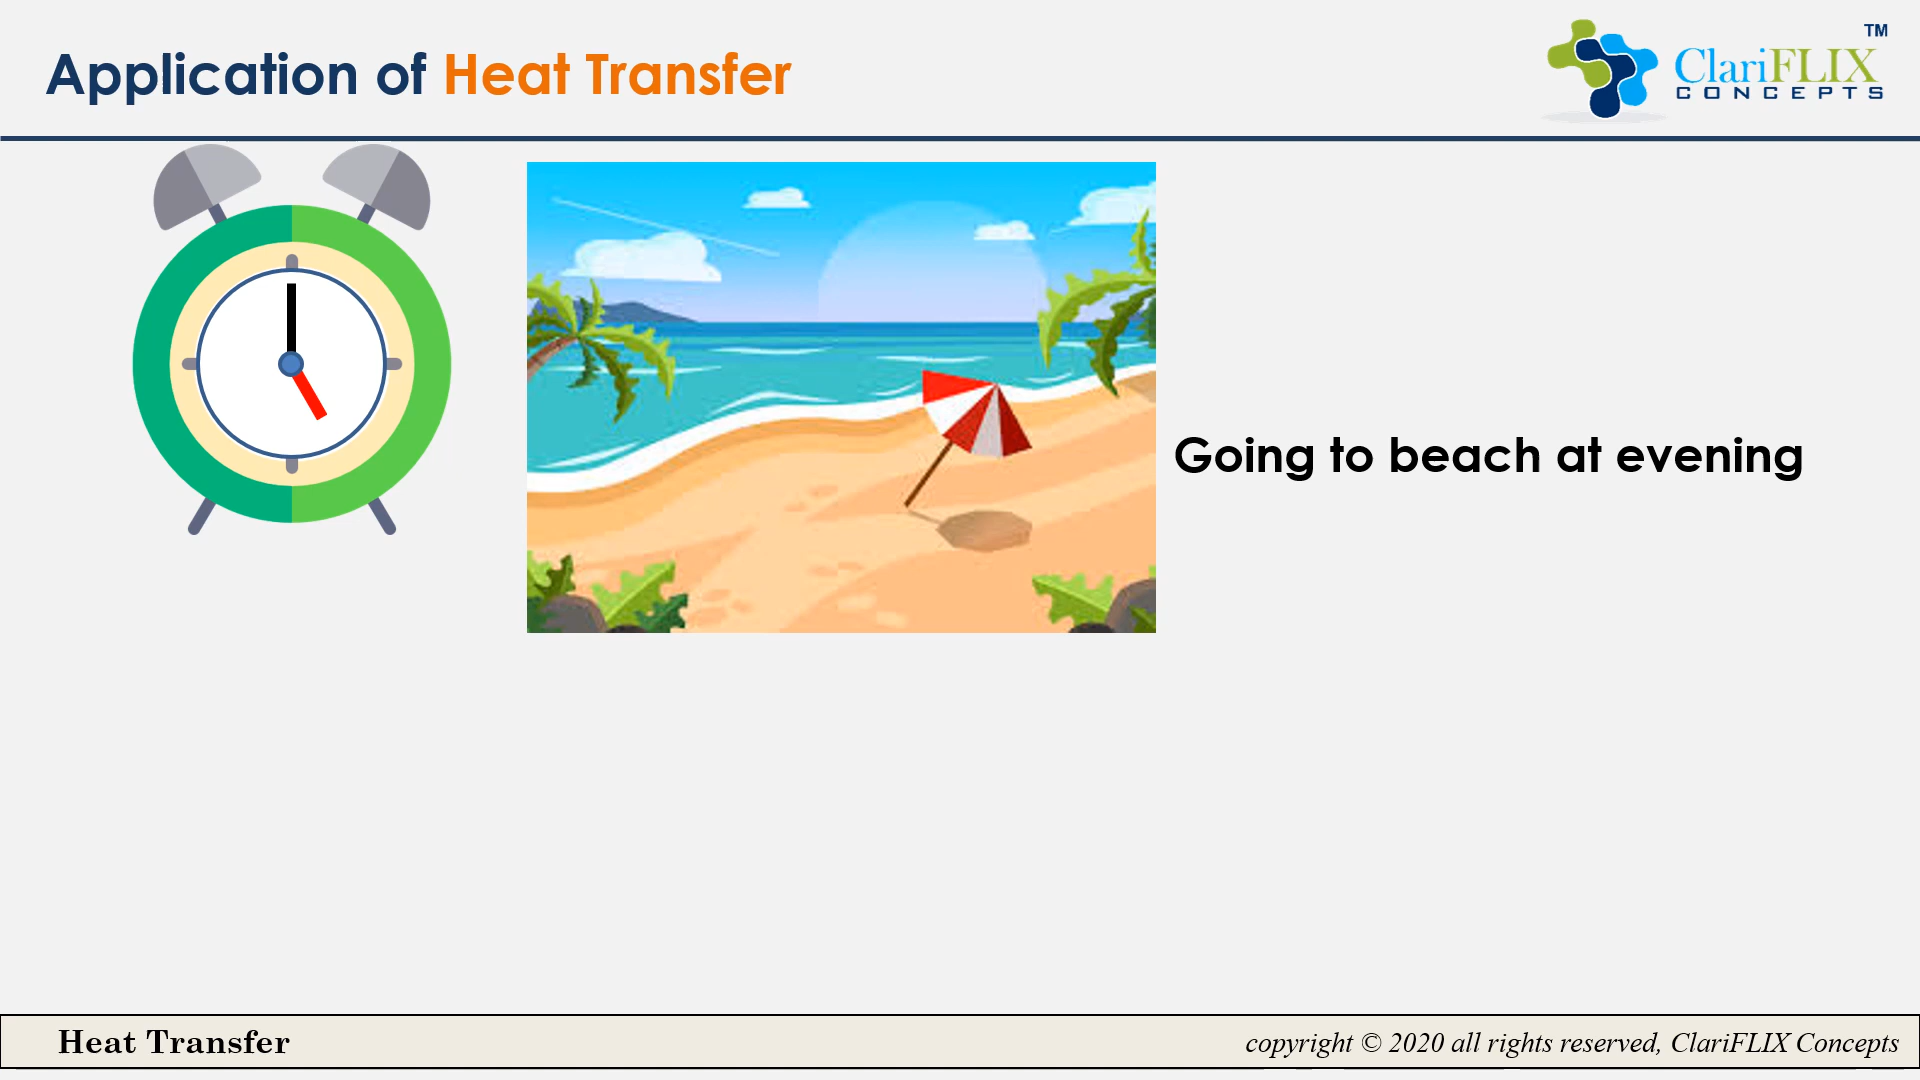 Application of Heat Transfer
TM
ClariFLIX
CONCEPTS
Going to beach at evening
Heat Transfer
copyright © 2020 all rights reserved, ClariFLIX Concepts